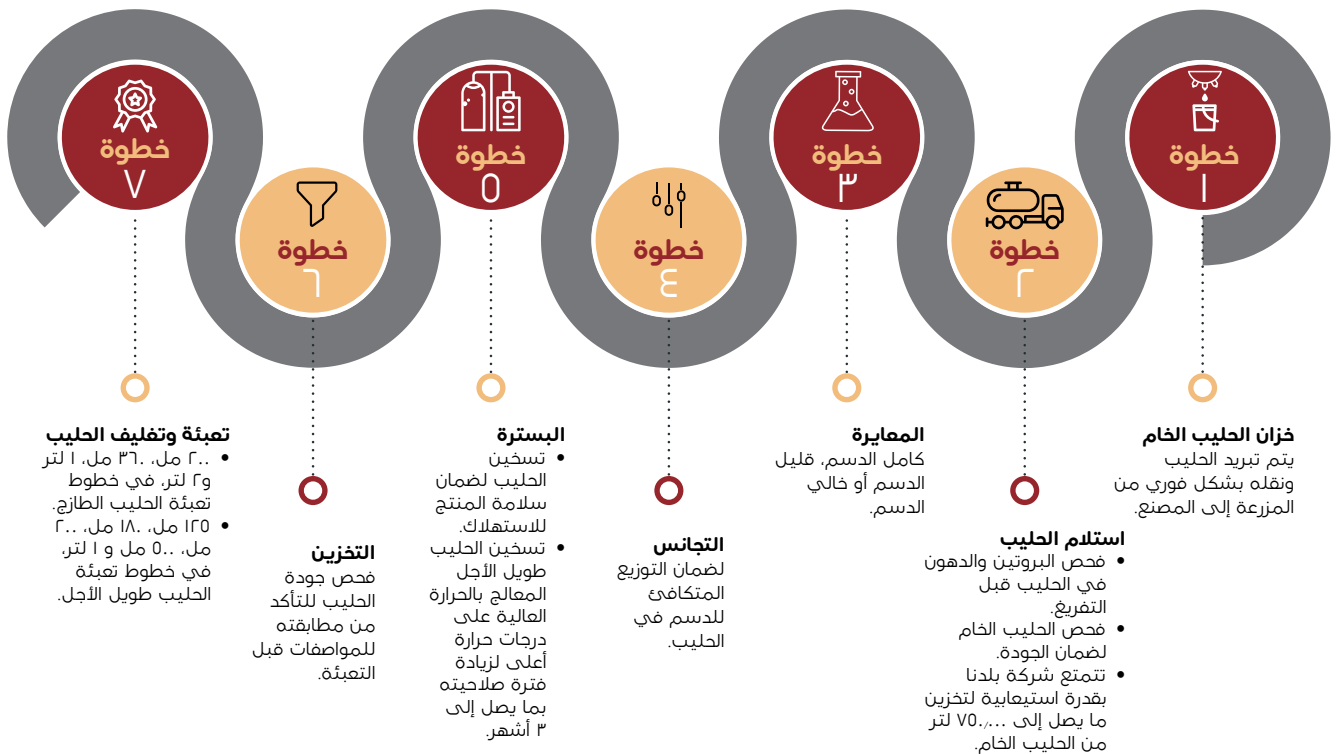 خطوة
١
خزان الحليب الخام
يتم تبريد الحليب
ونقله بشكل فوري من
المزرعة إلى المصنع.
خطوة
٢
استلام الحليب
• فحص البروتين والدهون
في الحليب قبل
التفريغ.
• فحص الحليب الخام
لضمان الجودة.
• تتمتع شركة بلدنا
بقدرة استيعابية لتخزين
ما يصل إلى ٧٥٠,٠٠٠ لتر
من الحليب الخام.
خطوة
٣
المعايرة
كامل الدسم، قليل
الدسم أو خالي
الدسم.
خطوة
٤
التجانس
لضمان التوزيع
المتكافئ
للدسم في
الحليب.
خطوة
٥
البسترة
• تسخين
الحليب لضمان
سلامة المنتج
للاستهلاك.
• تسخين الحليب
طويل الأجل
المعالج بالحرارة
العالية على
درجات حرارة
أعلى لزيادة
فترة صلاحيته
بما يصل إلى
٣ أشهر.
خطوة
٦
التخزين
فحص جودة
الحليب للتأكد
من مطابقته
للمواصفات قبل
التعبئة.
خطوة
٧
تعبئة وتغليف الحليب
• ٢٠٠ مل، ٣٦٠ مل، ١ لتر
و٢ لتر، في خطوط
تعبئة الحليب الطازج.
• ١٢٥ مل، ١٨٠ مل، ٢٠٠
مل، ٥٠٠ مل و ١ لتر،
في خطوط تعبئة
الحليب طويل الأجل.